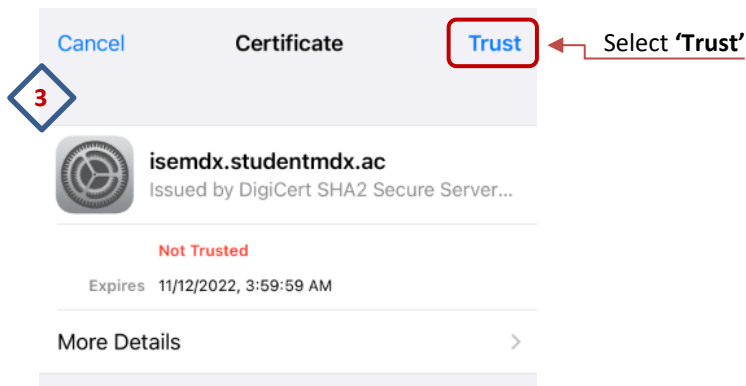 Cancel Certificate Trust Select ‘Trust’
3
isemdx.studentmdx.ac
Issued by DigiCert SHA2 Secure Server...
Not Trusted
Expires 11/12/2022, 3:59:59 AM
More Details